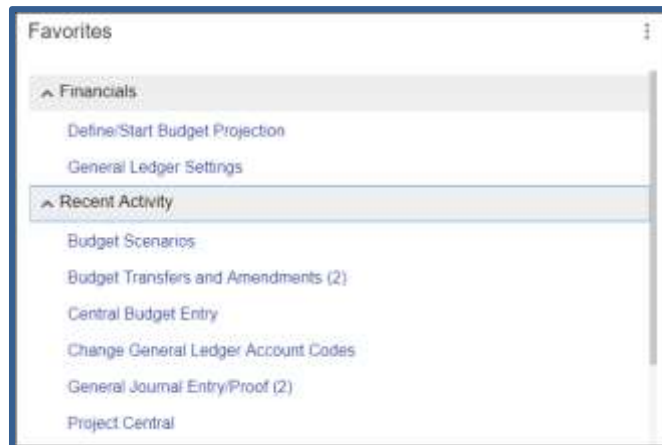 Favorites
Financials
Define/Start Budget Projection
General Ledger Settings
Recent Activity
Budget Scenarios
Budget Transfers and Amendments (2)
Central Budget Entry
Change General Ledger Account Codes
General Journal Entry/Proof (2)
Project Central